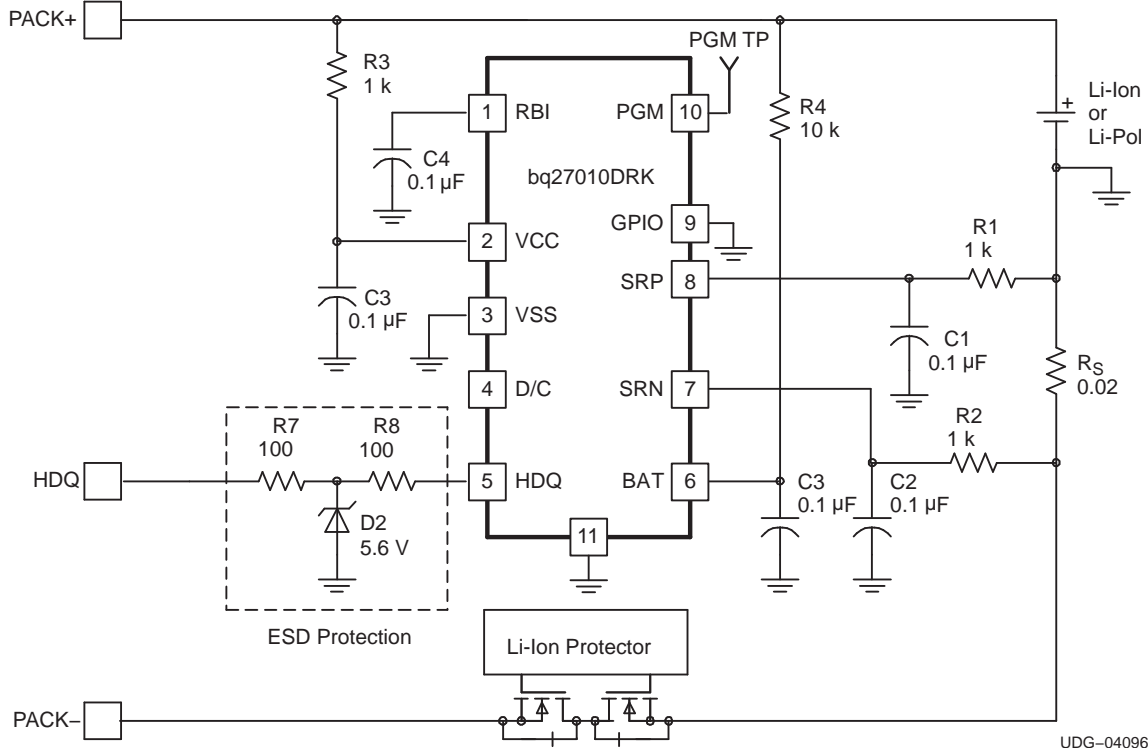 PACK+
R3
1 k
C4
0.1 µF
1
RBI
2
VCC
C3
0.1 µF
3
VSS
4
D/C
5
HDQ
bq27010DRK
11
PGM
10
PGM TP
GPIO
9
SRP
8
SRN
7
BAT
6
R4
10 k
+
Li-Ion
or
Li-Pol
R1
1 k
C1
0.1 µF
RS
0.02
R2
1 k
C3
0.1 µF
C2
0.1 µF
HDQ
R7
100
R8
100
D2
5.6 V
ESD Protection
Li-Ion Protector
PACK–
UDG–04096